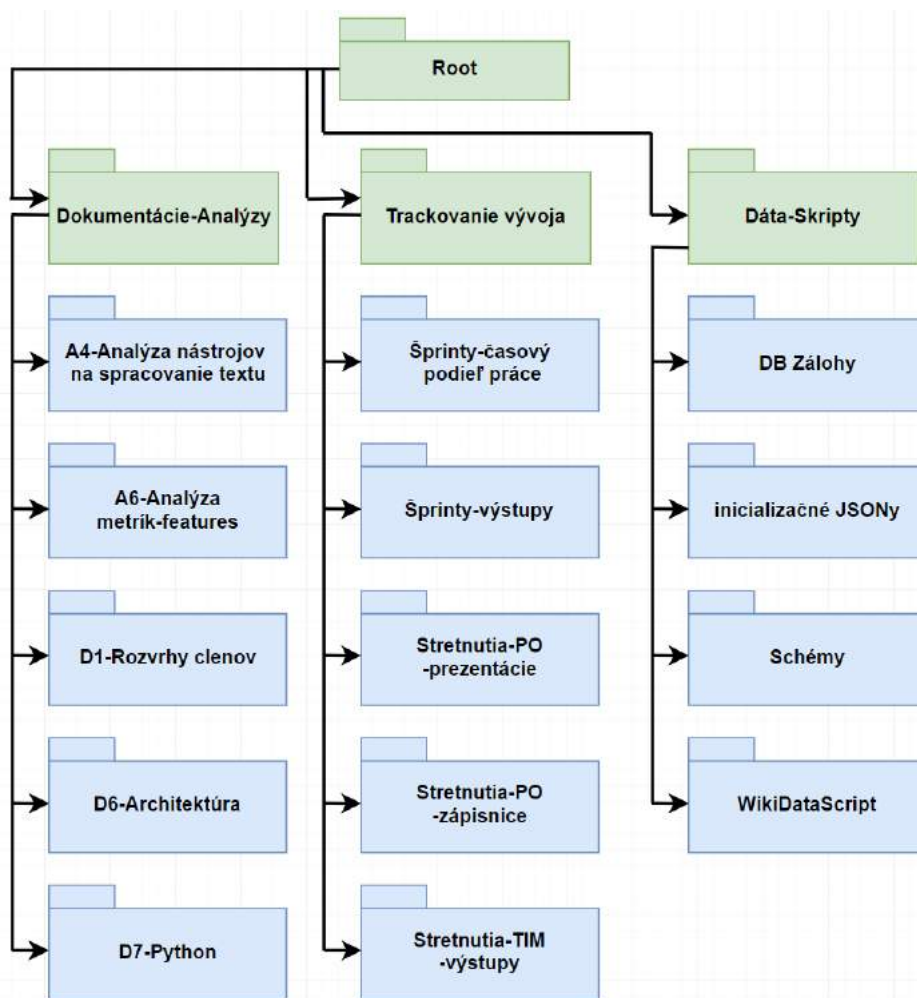 Root
Dokumentácie-Analýzy
Trackovanie vývoja
Dáta-Skripty
A4-Analýza nástrojov
na spracovanie textu
Šprinty-časový
podieľ práce
DB Zálohy
A6-Analýza
metrík-features
Šprinty-výstupy
inicializačné JSONy
D1-Rozvrhy clenov
Stretnutia-PO
-prezentácie
Schémy
D6-Architektúra
Stretnutia-PO
-zápisnice
WikiDataScript
D7-Python
Stretnutia-TIM
-výstupy